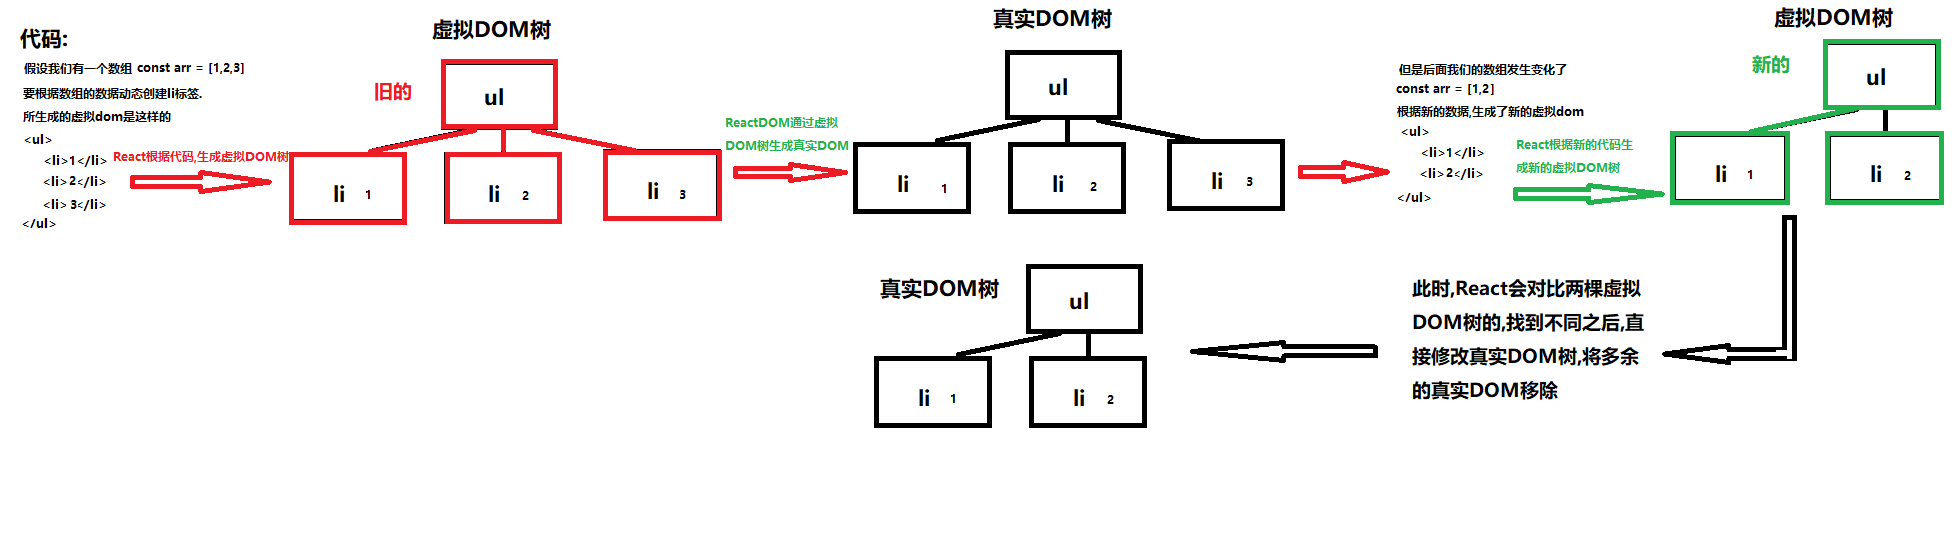 代码:
假设我们有一个数组 const arr = [1,2,3]
要根据数组的数据动态创建li标签.
所生成的虚拟dom是这样的
<ul>
<li>1</li>
<li>2</li>
<li>3</li>
</ul>
React根据代码,生成虚拟DOM树
虚拟DOM树
旧的
ul
li 1
li 2
li 3
ReactDOM通过虚拟
DOM树生成真实DOM
真实DOM树
ul
li 1
li 2
li 3
但是后面我们的数组发生变化了
const arr = [1,2]
根据新的数据,生成了新的虚拟dom
<ul>
<li>1</li>
<li>2</li>
</ul>
React根据新的代码生
成新的虚拟DOM树
虚拟DOM树
新的
ul
li 1
li 2
此时,React会对比两棵虚拟
DOM树的,找到不同之后,直
接修改真实DOM树,将多余
的真实DOM移除
真实DOM树
ul
li 1
li 2